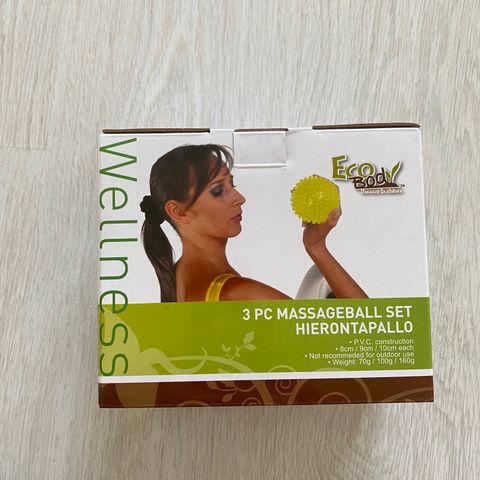 Wellness
Eco
Body
3 PC MASSAGEBALL SET
HIERONTAPALLO
• P.V.C. construction
• 8cm / 9cm / 10cm each
• Not recommeded for outdoor use
• Weight: 70g / 100g / 160g